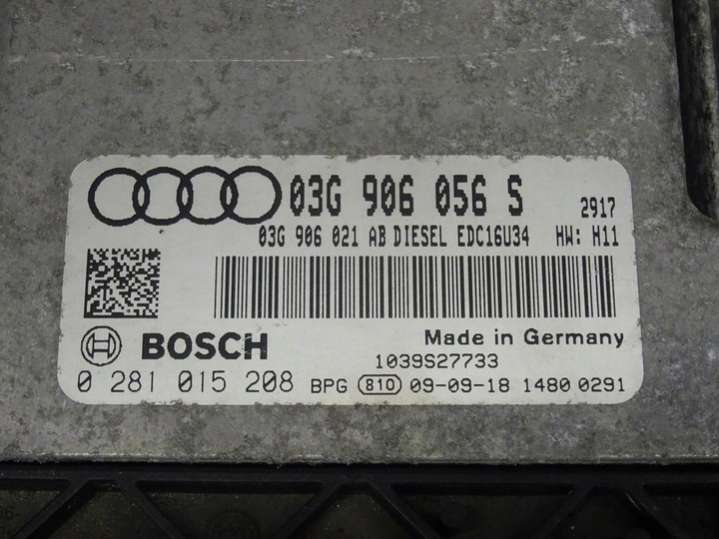 03G 906 056 S 2917
03G 906 021 AB DIESEL EDC16U34 HW: H11
BOSCH Made in Germany
1039S27733
0 281 015 208 BPG 810 09-09-18 1480 0291